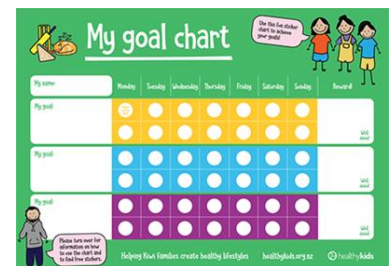 My goal chart
Use this fun sticker
chart to achieve
your goals!
My name:
Monday Tuesday Wednesday Thursday Friday Saturday Sunday Reward!
My goal:
Well
done!
My goal:
Well
done!
My goal:
Well
done!
Please turn over for
information on how
to use the chart and
to find free stickers.
Helping Kiwi families create healthy lifestyles
healthykids.org.nz
healthykids